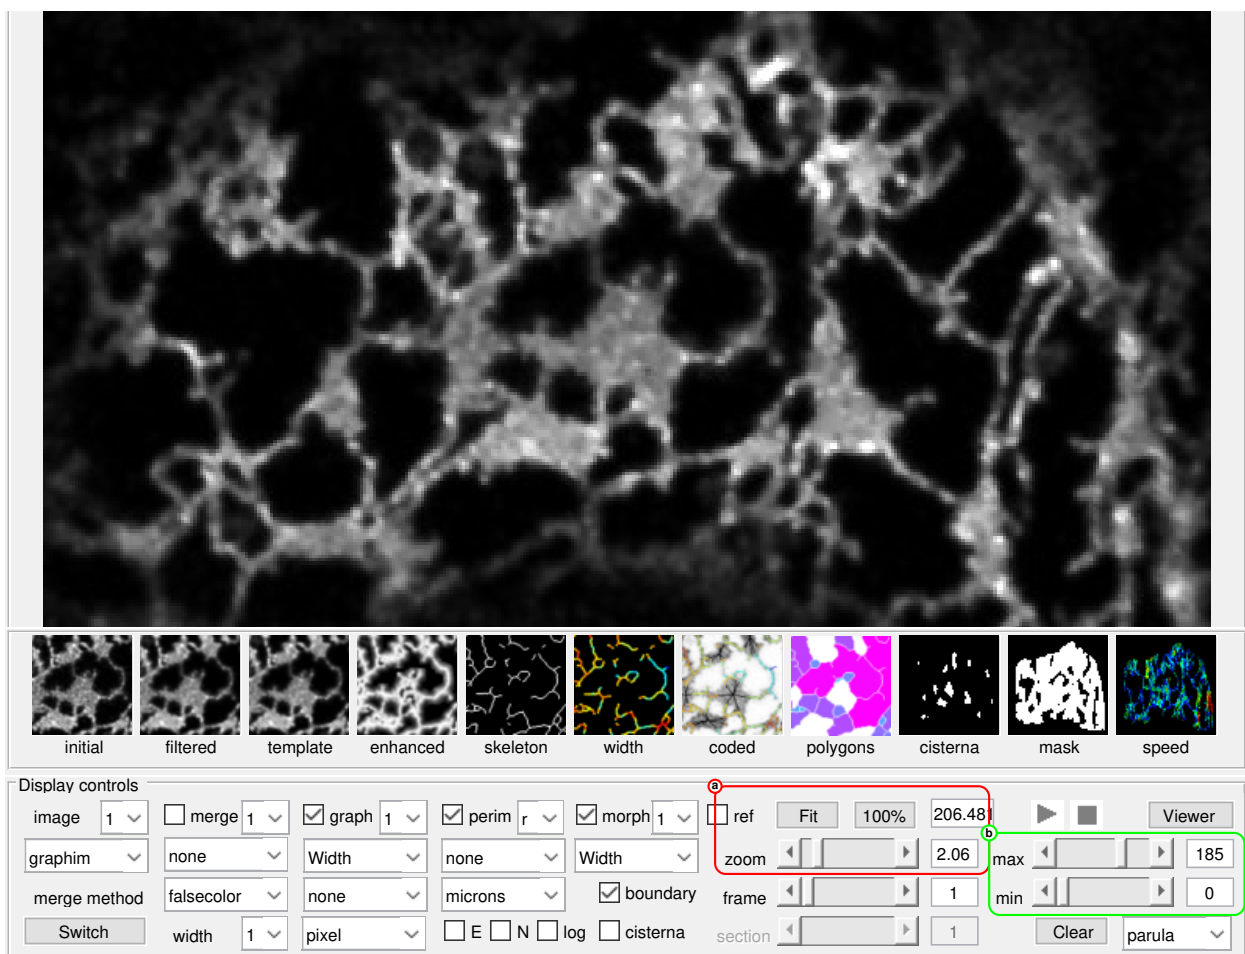 initial filtered template enhanced skeleton width coded polygons cisterna mask speed
Display controls
a
image 1 merge 1 graph 1 perim r morph 1 ref Fit 100% 206.481 Viewer
b
graphim none Width none Width zoom 2.06 max 185
merge method falsecolor none microns boundary frame 1 min 0
Switch width 1 pixel E N log cisterna section 1 Clear parula